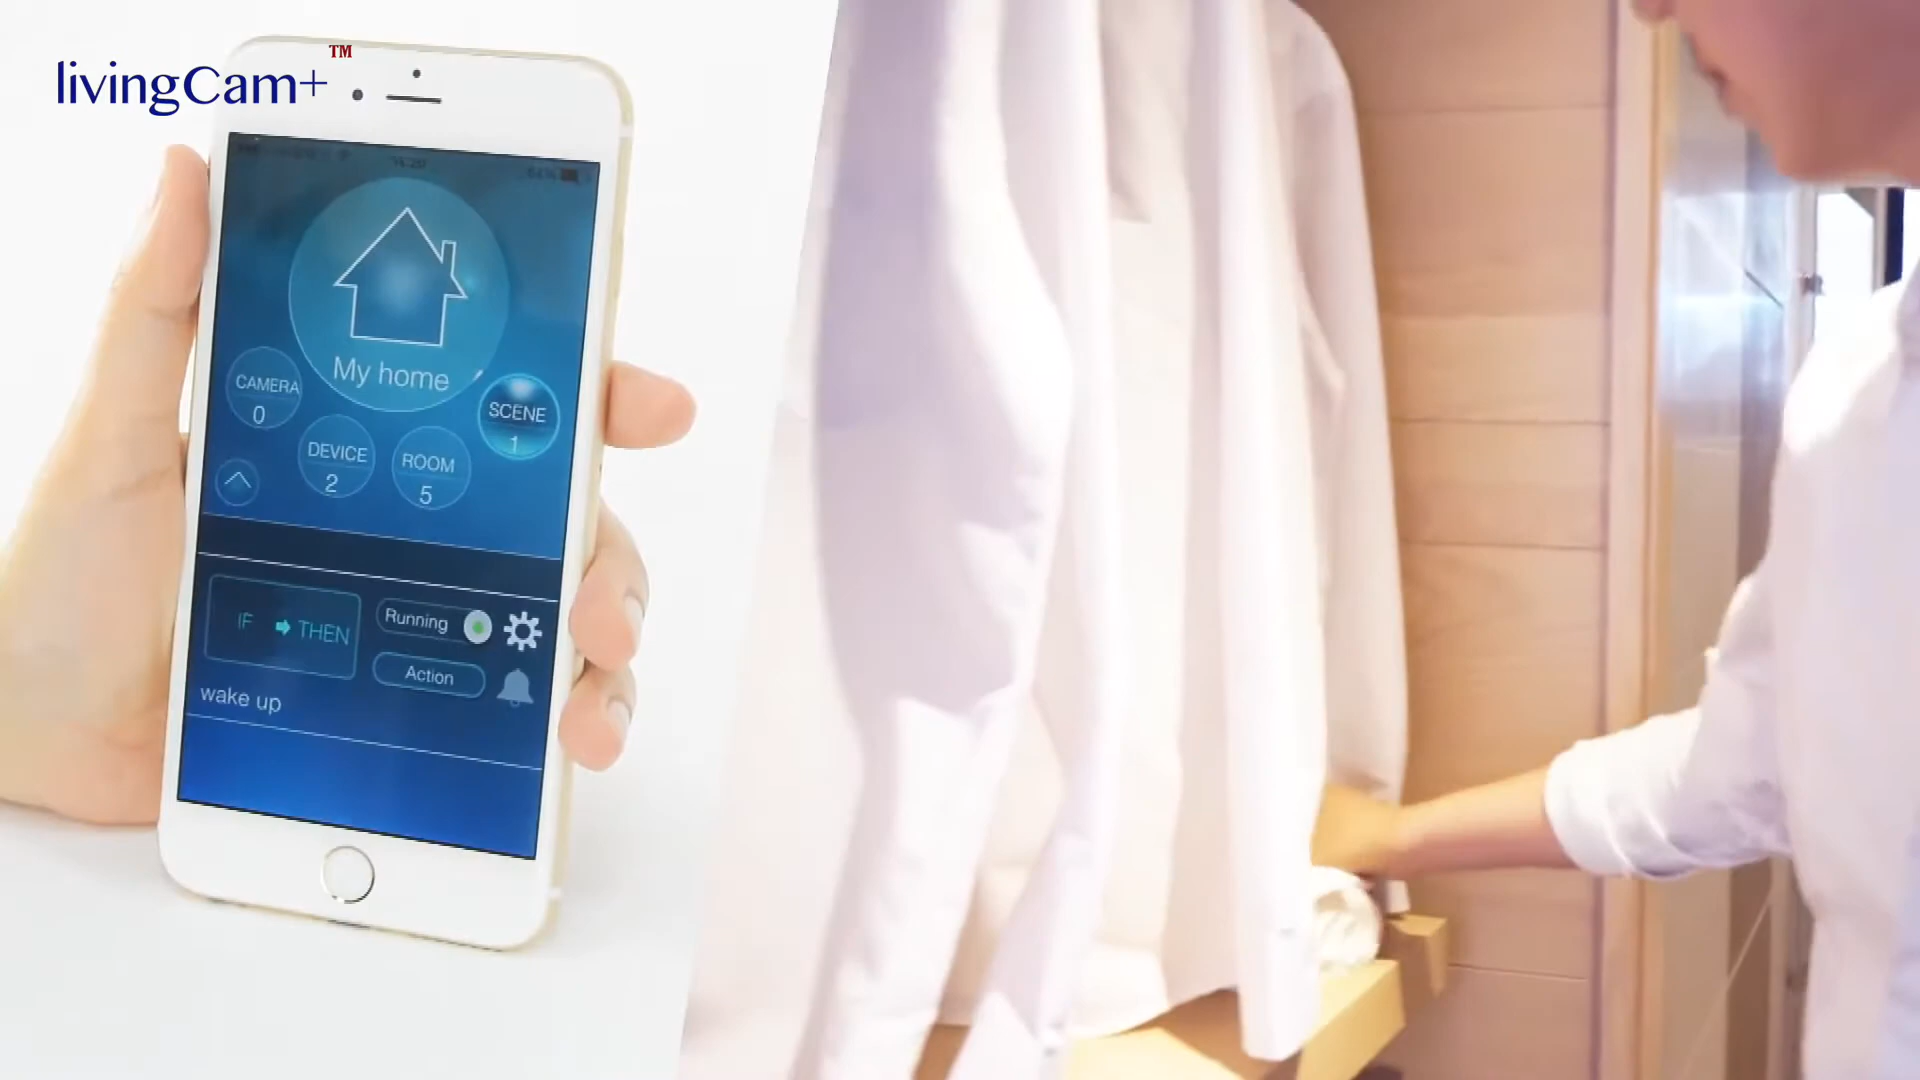 livingCam+™
My home
CAMERA
0
DEVICE
2
ROOM
5
SCENE
1
IF ➡ THEN
Running
Action
wake up